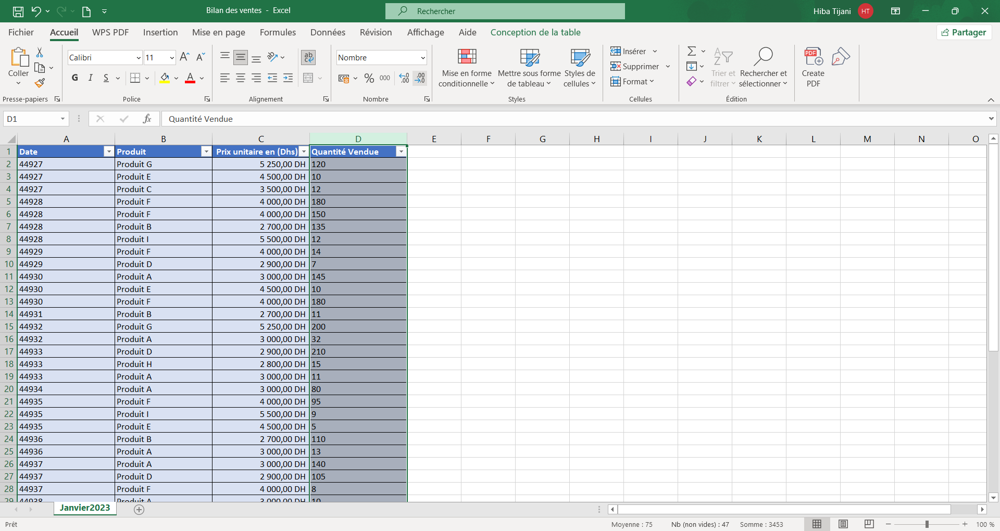 Bilan des ventes - Excel
Rechercher
Hiba Tijani HT
Fichier Accueil WPS PDF Insertion Mise en page Formules Données Révision Affichage Aide Conception de la table Partager
Coller
Presse-papiers
Calibri 11
G I S
Police
ab
Alignement
Nombre
% 000 ,00 ,00
Nombre
Mise en forme conditionnelle
Mettre sous forme de tableau
Styles de cellules
Styles
Insérer
Supprimer
Format
Cellules
Trier et filtrer
Rechercher et sélectionner
Édition
Create PDF
D1 fx Quantité Vendue
A B C D E F G H I J K L M N O
1 Date Produit Prix unitaire en (Dhs) Quantité Vendue
2 44927 Produit G 5 250,00 DH 120
3 44927 Produit E 4 500,00 DH 10
4 44927 Produit C 3 500,00 DH 12
5 44928 Produit F 4 000,00 DH 180
6 44928 Produit F 4 000,00 DH 150
7 44928 Produit B 2 700,00 DH 135
8 44928 Produit I 5 500,00 DH 12
9 44929 Produit F 4 000,00 DH 14
10 44929 Produit D 2 900,00 DH 7
11 44930 Produit A 3 000,00 DH 145
12 44930 Produit E 4 500,00 DH 10
13 44930 Produit F 4 000,00 DH 180
14 44931 Produit B 2 700,00 DH 11
15 44932 Produit G 5 250,00 DH 200
16 44932 Produit A 3 000,00 DH 32
17 44933 Produit D 2 900,00 DH 210
18 44933 Produit H 2 800,00 DH 15
19 44933 Produit A 3 000,00 DH 11
20 44934 Produit A 3 000,00 DH 80
21 44935 Produit F 4 000,00 DH 95
22 44935 Produit I 5 500,00 DH 9
23 44935 Produit E 4 500,00 DH 5
24 44936 Produit B 2 700,00 DH 110
25 44936 Produit A 3 000,00 DH 13
26 44937 Produit A 3 000,00 DH 140
27 44937 Produit D 2 900,00 DH 105
28 44937 Produit F 4 000,00 DH 8
29 44938 Produit A 3 000,00 DH 10
Janvier2023
Prêt Moyenne : 75 Nb (non vides) : 47 Somme : 3453 100 %